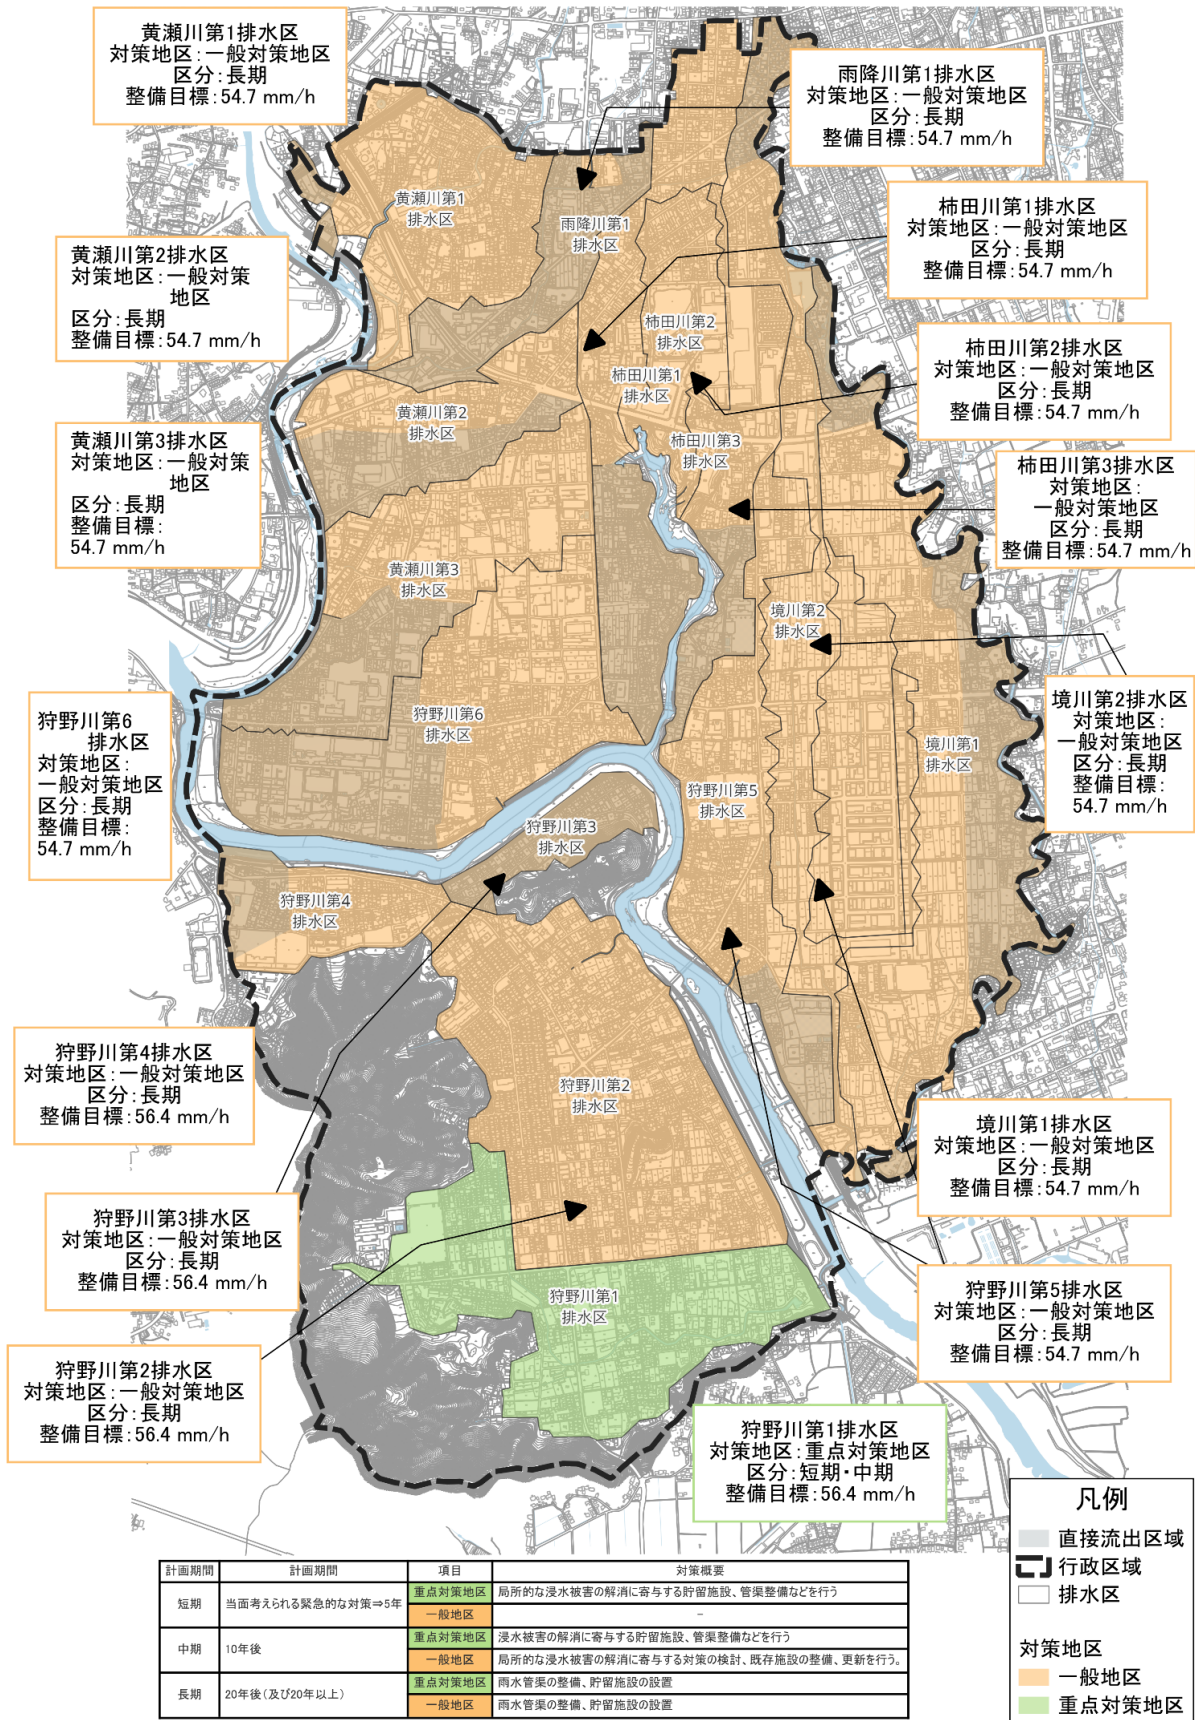 黄瀬川第1排水区
対策地区：一般対策地区
区分：長期
整備目標：54.7 mm/h
雨降川第1排水区
対策地区：一般対策地区
区分：長期
整備目標：54.7 mm/h
柿田川第1排水区
対策地区：一般対策地区
区分：長期
整備目標：54.7 mm/h
黄瀬川第2排水区
対策地区：一般対策
地区
区分：長期
整備目標：54.7 mm/h
柿田川第2排水区
対策地区：一般対策地区
区分：長期
整備目標：54.7 mm/h
黄瀬川第3排水区
対策地区：一般対策
地区
区分：長期
整備目標：
54.7 mm/h
柿田川第3排水区
対策地区：
一般対策地区
区分：長期
整備目標：54.7 mm/h
境川第2排水区
対策地区：
一般対策地区
区分：長期
整備目標：
54.7 mm/h
狩野川第6
排水区
対策地区：
一般対策地区
区分：長期
整備目標：
54.7 mm/h
狩野川第4排水区
対策地区：一般対策地区
区分：長期
整備目標：56.4 mm/h
境川第1排水区
対策地区：一般対策地区
区分：長期
整備目標：54.7 mm/h
狩野川第3排水区
対策地区：一般対策地区
区分：長期
整備目標：56.4 mm/h
狩野川第5排水区
対策地区：一般対策地区
区分：長期
整備目標：54.7 mm/h
狩野川第2排水区
対策地区：一般対策地区
区分：長期
整備目標：56.4 mm/h
狩野川第1排水区
対策地区：重点対策地区
区分：短期・中期
整備目標：56.4 mm/h
黄瀬川第1
排水区
雨降川第1
排水区
柿田川第2
排水区
柿田川第1
排水区
黄瀬川第2
排水区
柿田川第3
排水区
黄瀬川第3
排水区
境川第2
排水区
狩野川第6
排水区
境川第1
排水区
狩野川第5
排水区
狩野川第3
排水区
狩野川第4
排水区
狩野川第2
排水区
狩野川第1
排水区
凡例
直接流出区域
行政区域
排水区
対策地区
一般地区
重点対策地区
計画期間 計画期間 項目 対策概要
短期 当面考えられる緊急的な対策⇒5年 重点対策地区 局所的な浸水被害の解消に寄与する貯留施設、管渠整備などを行う
一般地区 －
中期 10年後 重点対策地区 浸水被害の解消に寄与する貯留施設、管渠整備などを行う
一般地区 局所的な浸水被害の解消に寄与する対策の検討、既存施設の整備、更新を行う。
長期 20年後（及び20年以上） 重点対策地区 雨水管渠の整備、貯留施設の設置
一般地区 雨水管渠の整備、貯留施設の設置